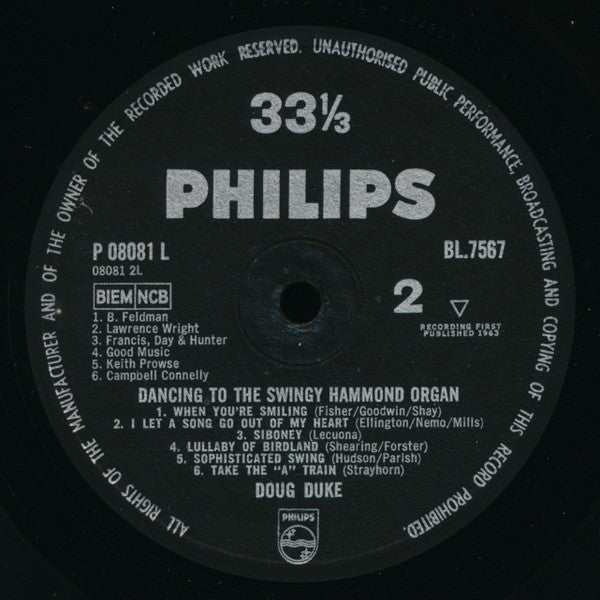 ALL RIGHTS OF THE MANUFACTURER AND OF THE OWNER OF THE RECORDED WORK RESERVED. UNAUTHORISED PUBLIC PERFORMANCE, BROADCASTING AND COPYING OF THIS RECORD PROHIBITED.
33⅓
PHILIPS
P 08081 L
BL.7567
08081 2L
BIEM NCB
2
1. B. Feldman
2. Lawrence Wright
3. Francis, Day & Hunter
4. Good Music
5. Keith Prowse
6. Campbell Connelly
RECORDING FIRST
PUBLISHED 1963
DANCING TO THE SWINGY HAMMOND ORGAN
1. WHEN YOU'RE SMILING (Fisher/Goodwin/Shay)
2. I LET A SONG GO OUT OF MY HEART (Ellington/Nemo/Mills)
3. SIBONEY (Lecuona)
4. LULLABY OF BIRDLAND (Shearing/Forster)
5. SOPHISTICATED SWING (Hudson/Parish)
6. TAKE THE "A" TRAIN (Strayhorn)
DOUG DUKE
PHILIPS